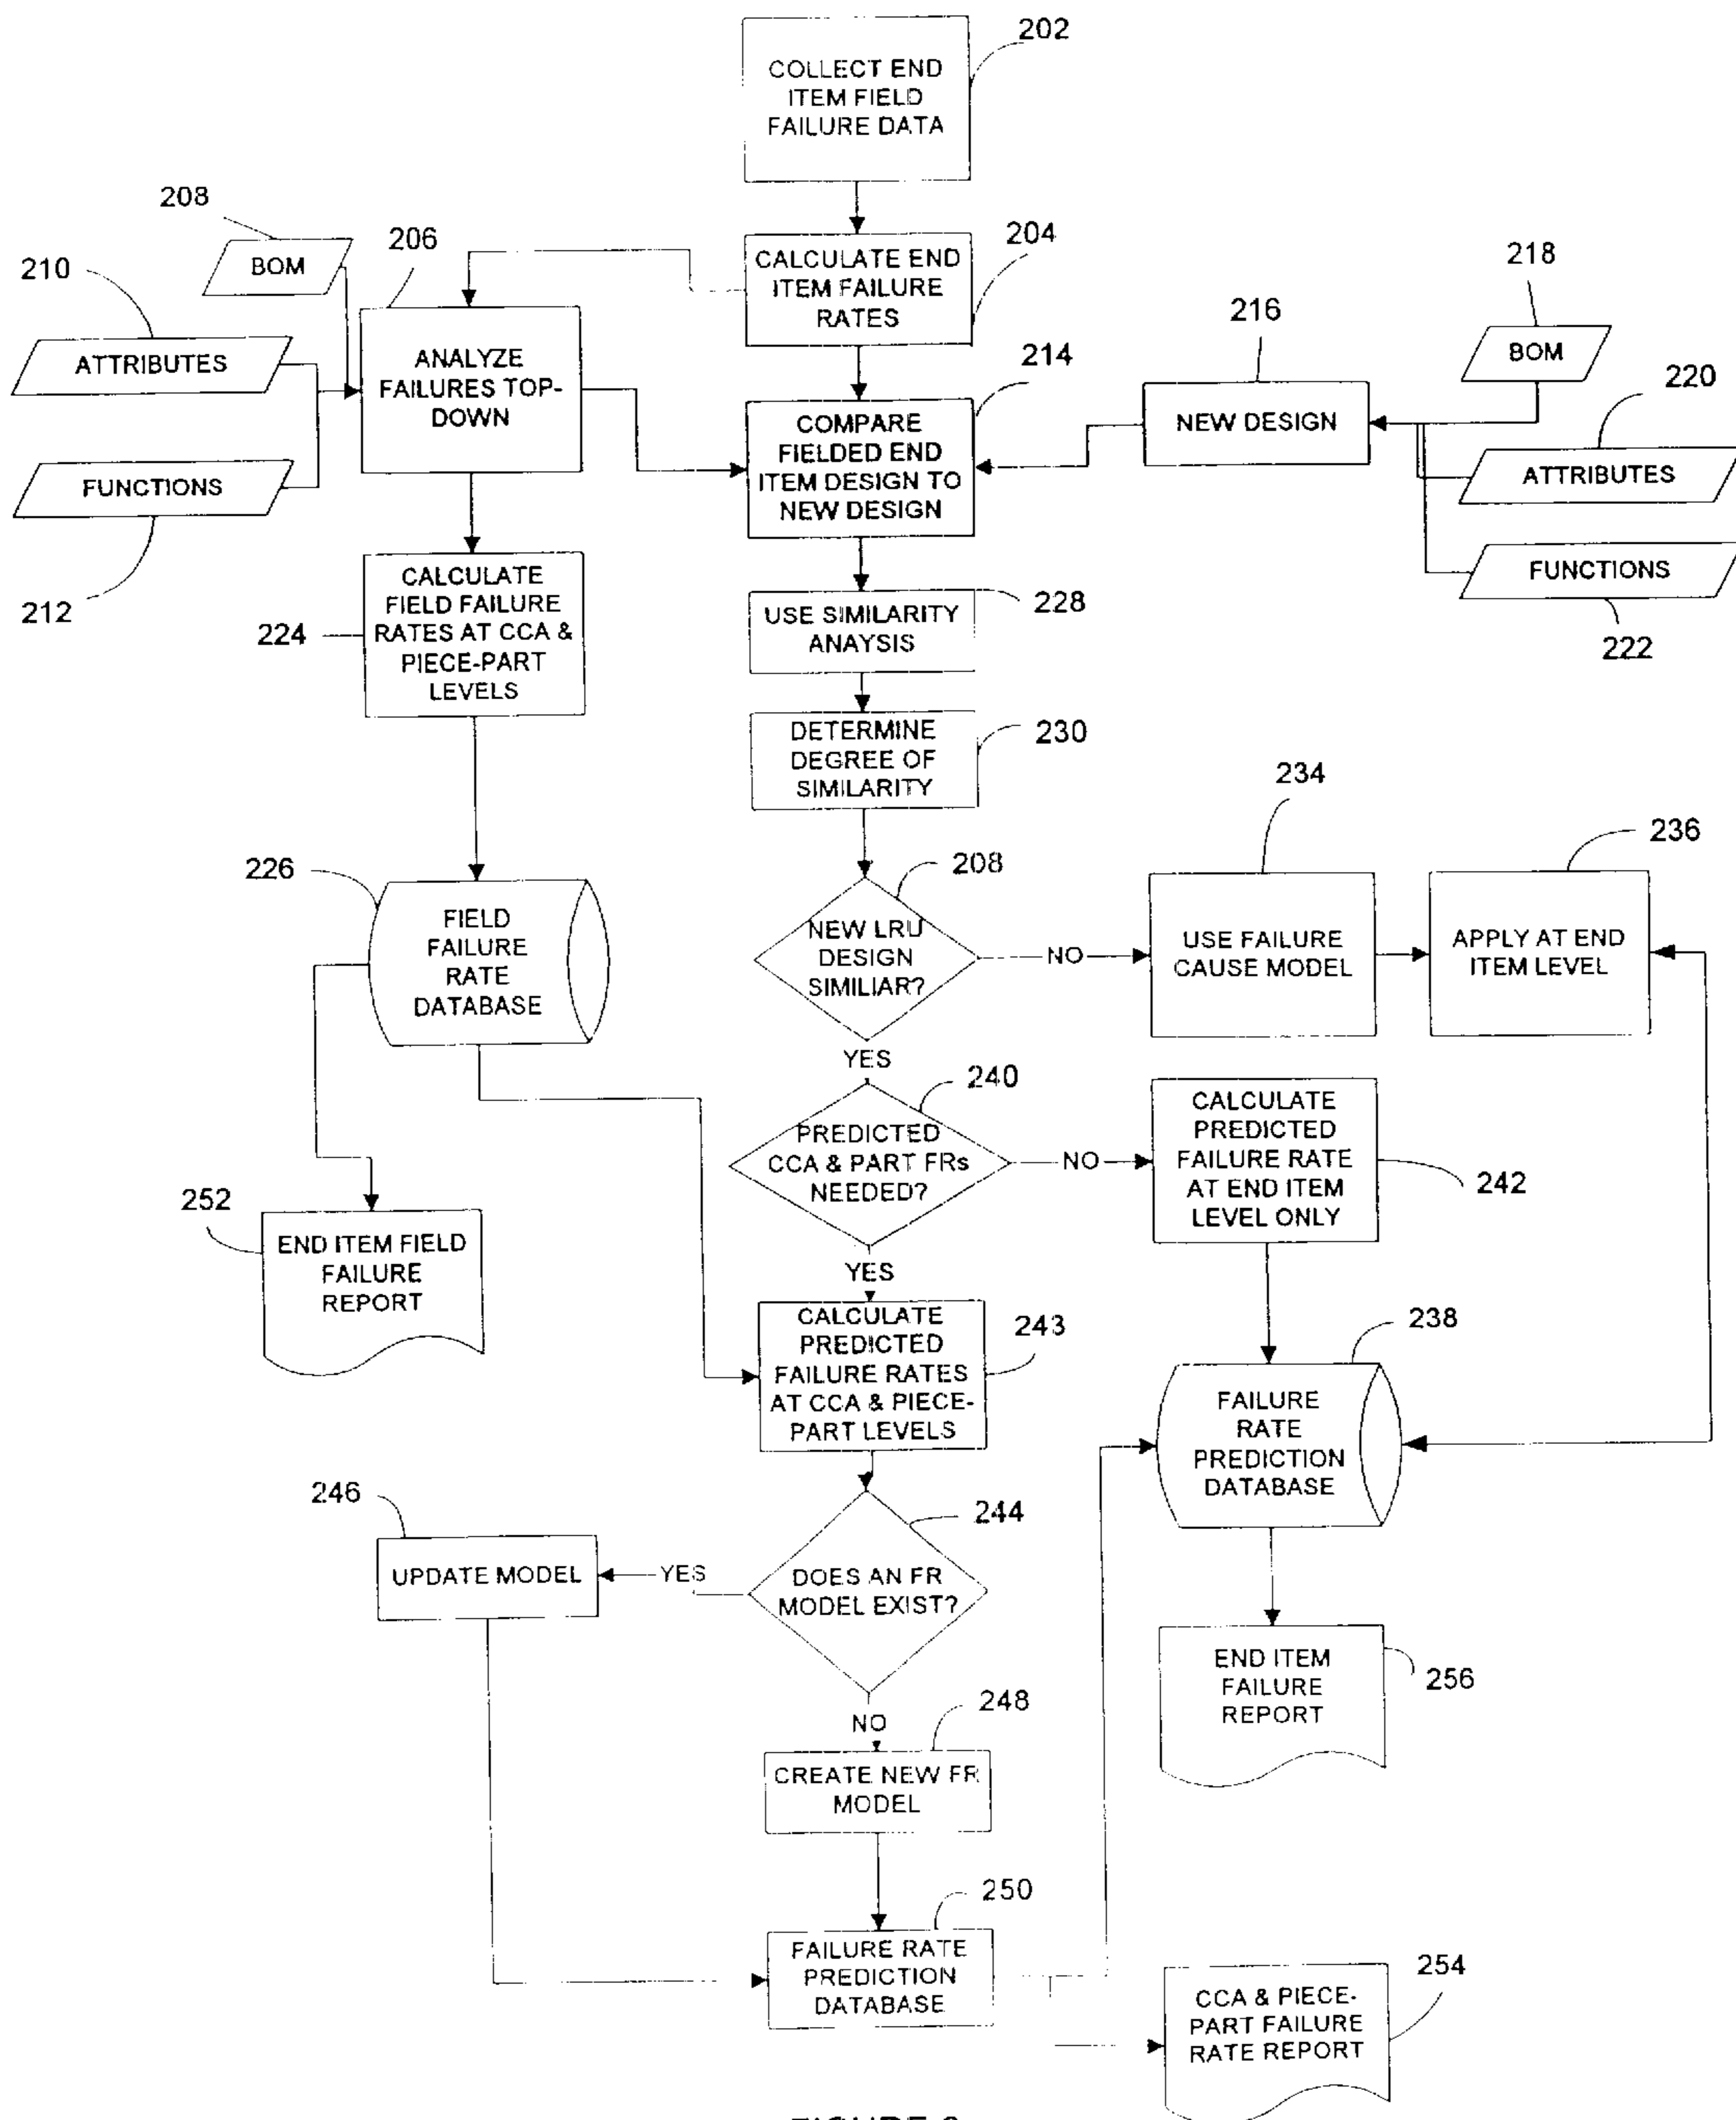 202
COLLECT END
ITEM FIELD
FAILURE DATA
208
206
204
BOM
CALCULATE END
ITEM FAILURE
RATES
210
218
216
BOM
ATTRIBUTES
ANALYZE
FAILURES TOP-
DOWN
214
220
COMPARE
FIELDED END
ITEM DESIGN TO
NEW DESIGN
NEW DESIGN
ATTRIBUTES
FUNCTIONS
FUNCTIONS
212
222
CALCULATE
FIELD FAILURE
RATES AT CCA &
PIECE-PART
LEVELS
224
228
USE SIMILARITY
ANAYSIS
230
DETERMINE
DEGREE OF
SIMILARITY
234
236
226
208
FIELD
FAILURE
RATE
DATABASE
NEW LRU
DESIGN
SIMILIAR?
NO
USE FAILURE
CAUSE MODEL
APPLY AT END
ITEM LEVEL
YES
240
PREDICTED
CCA & PART FRs
NEEDED?
NO
CALCULATE
PREDICTED
FAILURE RATE
AT END ITEM
LEVEL ONLY
242
252
END ITEM FIELD
FAILURE
REPORT
YES
CALCULATE
PREDICTED
FAILURE RATES
AT CCA & PIECE-
PART LEVELS
243
238
FAILURE
RATE
PREDICTION
DATABASE
246
244
UPDATE MODEL
YES
DOES AN FR
MODEL EXIST?
END ITEM
FAILURE
REPORT
256
NO
248
CREATE NEW FR
MODEL
250
FAILURE RATE
PREDICTION
DATABASE
254
CCA & PIECE-
PART FAILURE
RATE REPORT